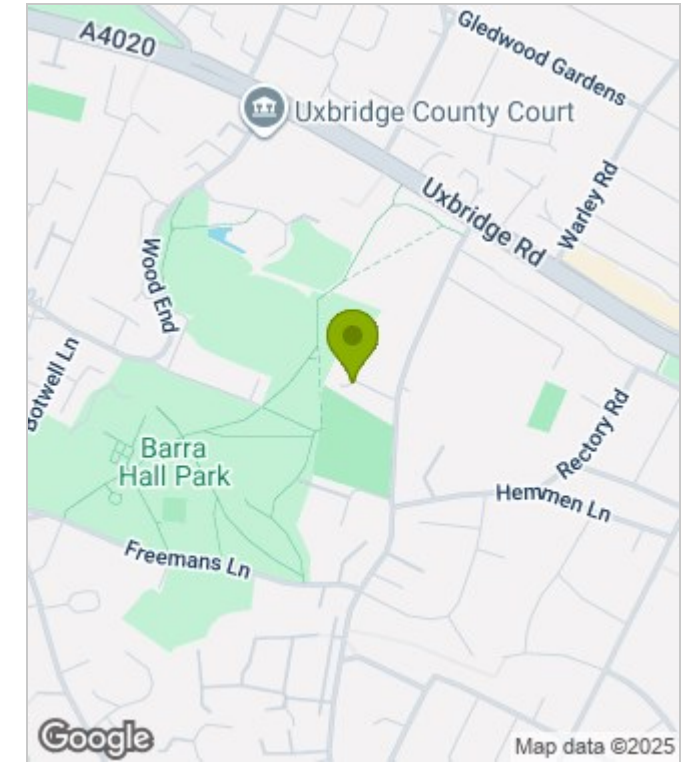 A4020
Gledwood Gardens
Uxbridge County Court
Warley Rd
Uxbridge Rd
Wood End
Botwell Ln
Rectory Rd
Barra
Hall Park
Hemmen Ln
Freemans Ln
Google
Map data ©2025